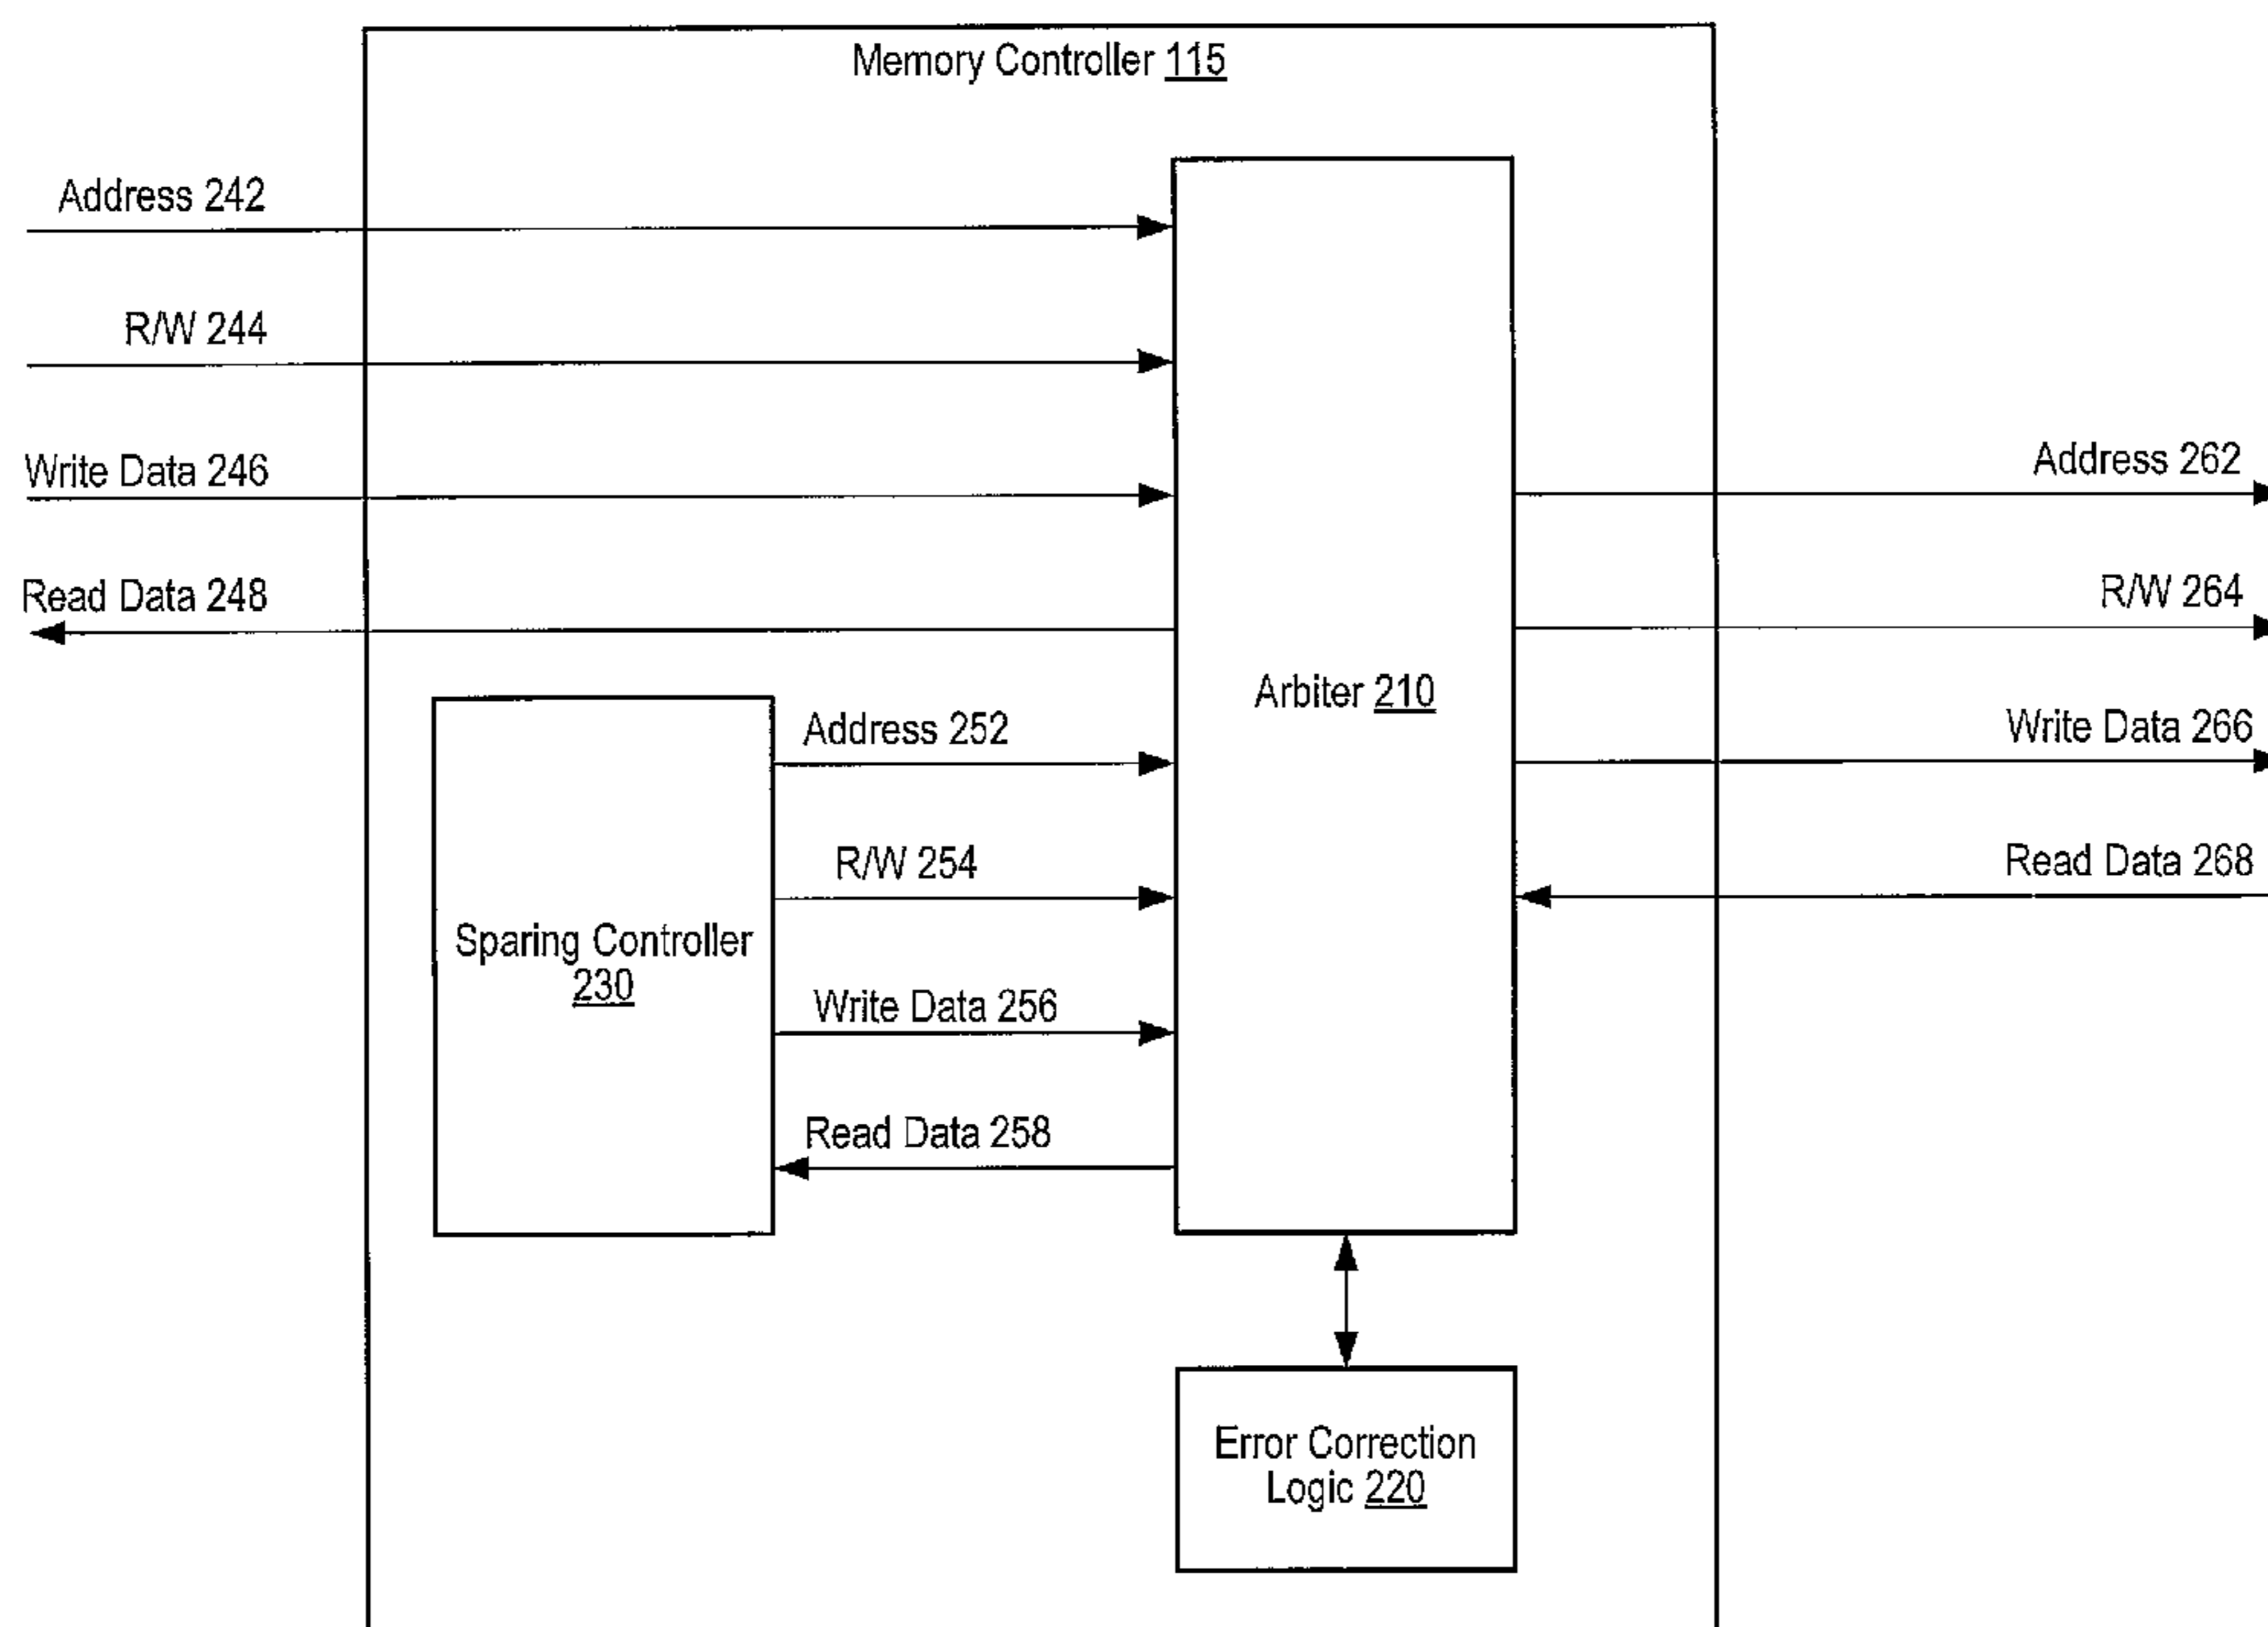 Memory Controller 115
Address 242
R/W 244
Write Data 246
Read Data 248
Address 262
R/W 264
Write Data 266
Read Data 268
Arbiter 210
Address 252
R/W 254
Write Data 256
Read Data 258
Sparing Controller
230
Error Correction
Logic 220